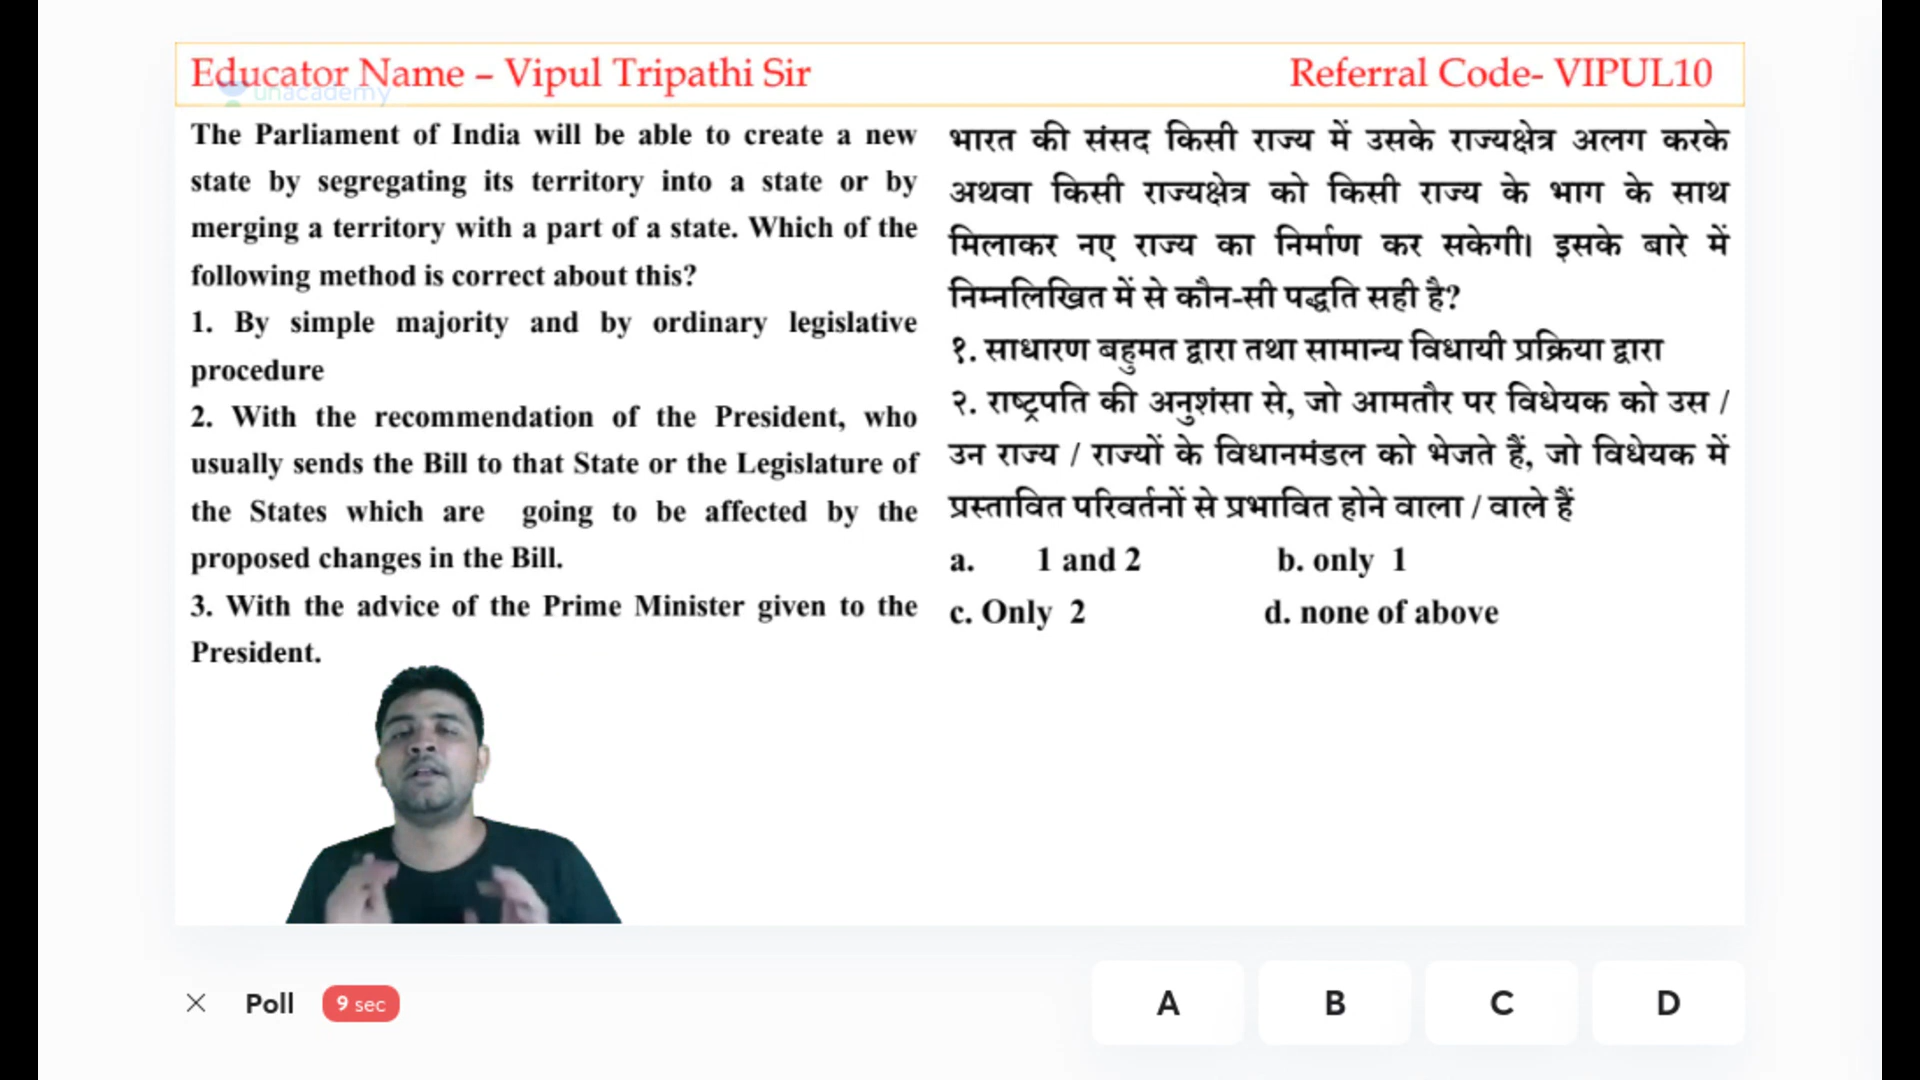 Educator Name – Vipul Tripathi Sir
Referral Code- VIPUL10
unacademy
The Parliament of India will be able to create a new
state by segregating its territory into a state or by
merging a territory with a part of a state. Which of the
following method is correct about this?
1. By simple majority and by ordinary legislative
procedure
2. With the recommendation of the President, who
usually sends the Bill to that State or the Legislature of
the States which are going to be affected by the
proposed changes in the Bill.
3. With the advice of the Prime Minister given to the
President.
भारत की संसद किसी राज्य में उसके राज्यक्षेत्र अलग करके
अथवा किसी राज्यक्षेत्र को किसी राज्य के भाग के साथ
मिलाकर नए राज्य का निर्माण कर सकेगी। इसके बारे में
निम्नलिखित में से कौन-सी पद्धति सही है?
१. साधारण बहुमत द्वारा तथा सामान्य विधायी प्रक्रिया द्वारा
२. राष्ट्रपति की अनुशंसा से, जो आमतौर पर विधेयक को उस /
उन राज्य / राज्यों के विधानमंडल को भेजते हैं, जो विधेयक में
प्रस्तावित परिवर्तनों से प्रभावित होने वाला / वाले हैं
a. 1 and 2 b. only 1
c. Only 2 d. none of above
Poll 9 sec
A B C D